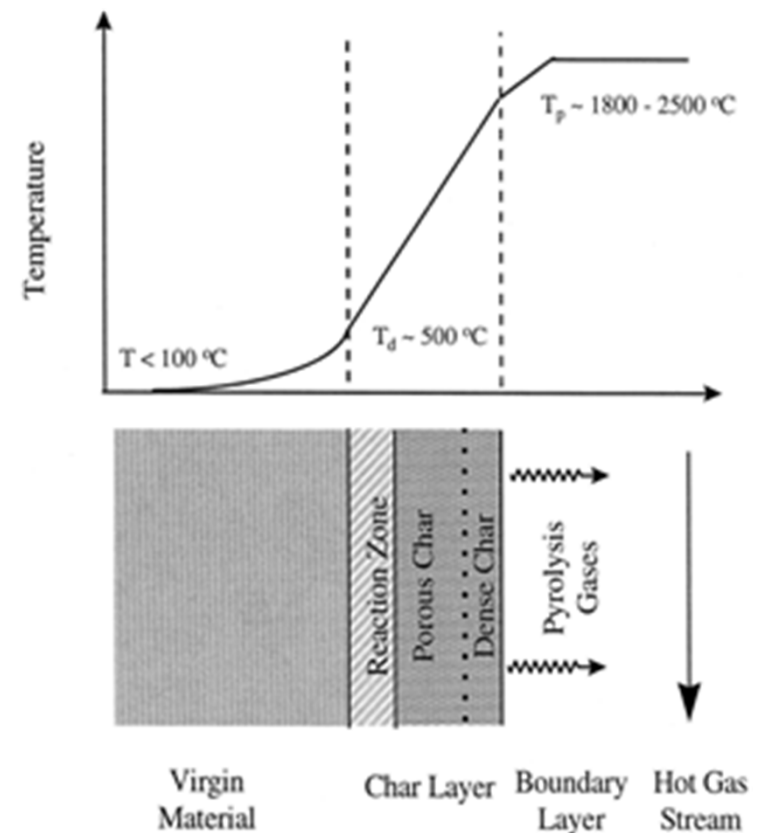 Temperature
Tp ~ 1800 - 2500 ºC
Td ~ 500 ºC
T < 100 ºC
Reaction Zone
Porous Char
Dense Char
Pyrolysis
Gases
Virgin
Material
Char Layer
Boundary
Layer
Hot Gas
Stream